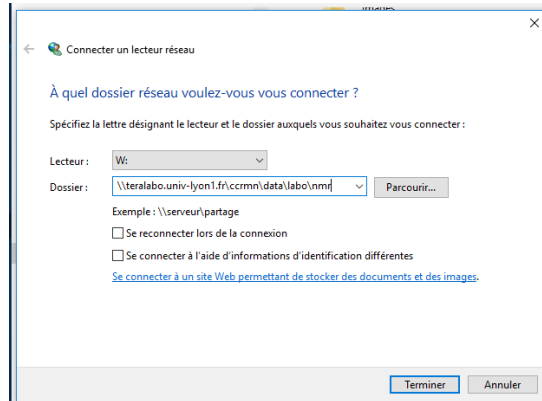 Connecter un lecteur réseau
À quel dossier réseau voulez-vous vous connecter ?
Spécifiez la lettre désignant le lecteur et le dossier auxquels vous souhaitez vous connecter :
Lecteur : W:
Dossier : \\teralabo.univ-lyon1.fr\ccrmn\data\labo\nmr Parcourir...
Exemple : \\serveur\partage
Se reconnecter lors de la connexion
Se connecter à l'aide d'informations d'identification différentes
Se connecter à un site Web permettant de stocker des documents et des images.
Terminer Annuler